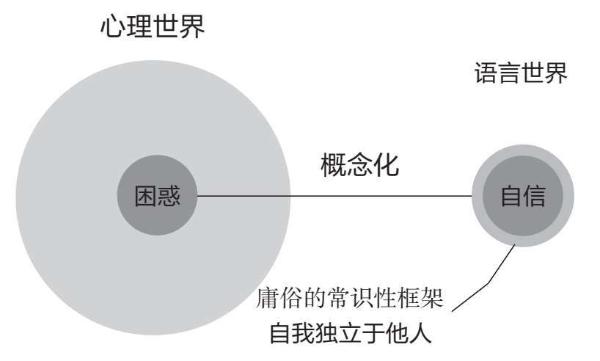 心理世界
语言世界
概念化
困惑
自信
庸俗的常识性框架
自我独立于他人